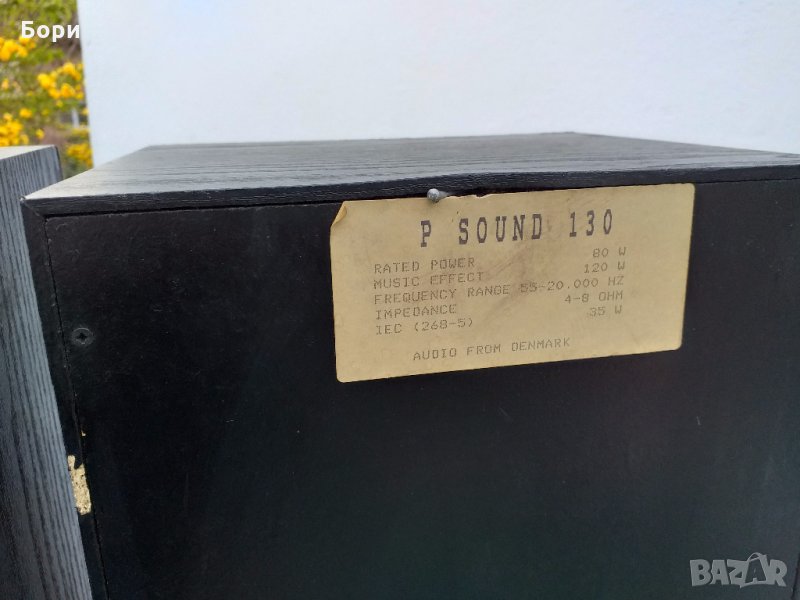 Бори
P SOUND 130
RATED POWER 80 W
MUSIC EFFECT 120 W
FREQUENCY RANGE 55-20.000 HZ
IMPEDANCE 4-8 OHM
IEC (268-5) 35 W
AUDIO FROM DENMARK
BAZAR